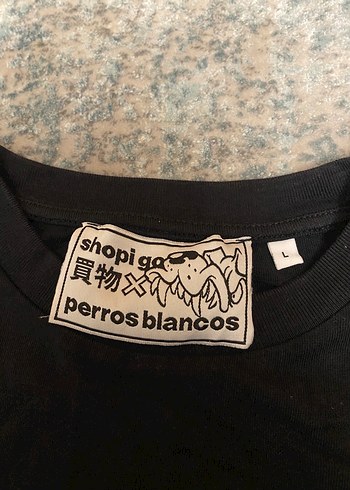 shopi go
買物×
perros blancos
L